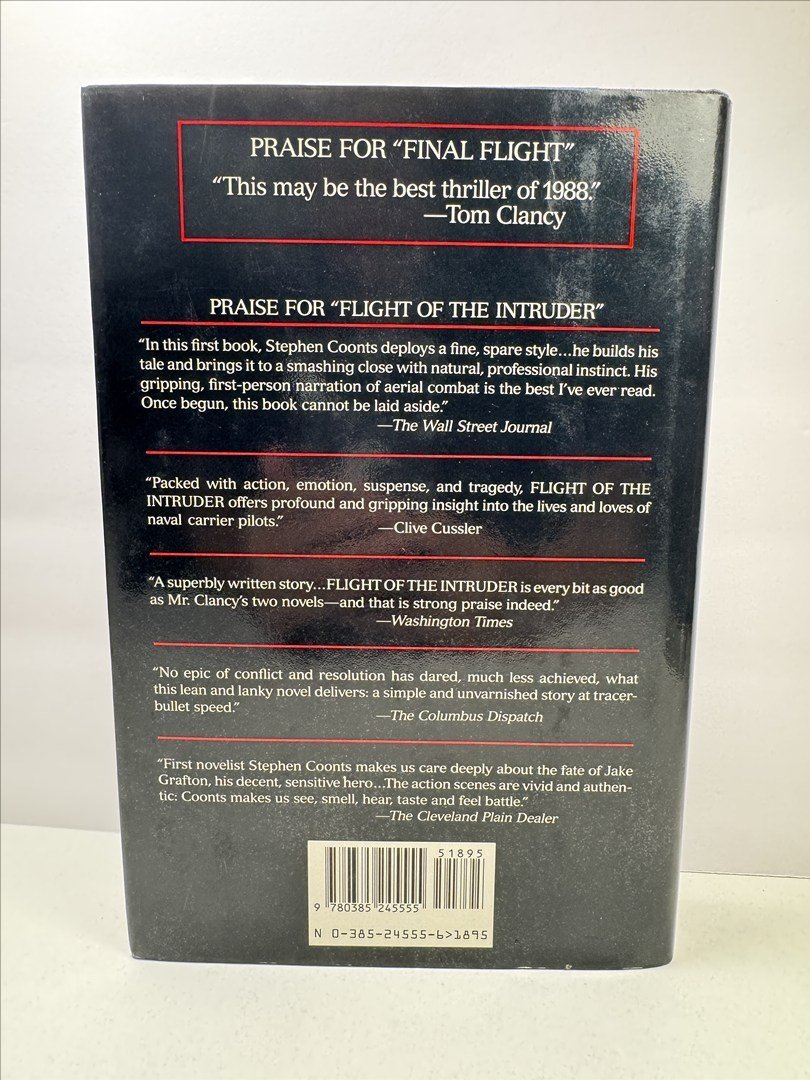 PRAISE FOR “FINAL FLIGHT”
“This may be the best thriller of 1988.”
—Tom Clancy
PRAISE FOR “FLIGHT OF THE INTRUDER”
“In this first book, Stephen Coonts deploys a fine, spare style...he builds his
tale and brings it to a smashing close with natural, professional instinct. His
gripping, first-person narration of aerial combat is the best I’ve ever read.
Once begun, this book cannot be laid aside.”
—The Wall Street Journal
“Packed with action, emotion, suspense, and tragedy, FLIGHT OF THE
INTRUDER offers profound and gripping insight into the lives and loves of
naval carrier pilots.”
—Clive Cussler
“A superbly written story...FLIGHT OF THE INTRUDER is every bit as good
as Mr. Clancy’s two novels—and that is strong praise indeed.”
—Washington Times
“No epic of conflict and resolution has dared, much less achieved, what
this lean and lanky novel delivers: a simple and unvarnished story at tracer-
bullet speed.”
—The Columbus Dispatch
“First novelist Stephen Coonts makes us care deeply about the fate of Jake
Grafton, his decent, sensitive hero...The action scenes are vivid and authen-
tic: Coonts makes us see, smell, hear, taste and feel battle.”
—The Cleveland Plain Dealer
51895
9 780385 245555
N 0-385-24555-6>1895